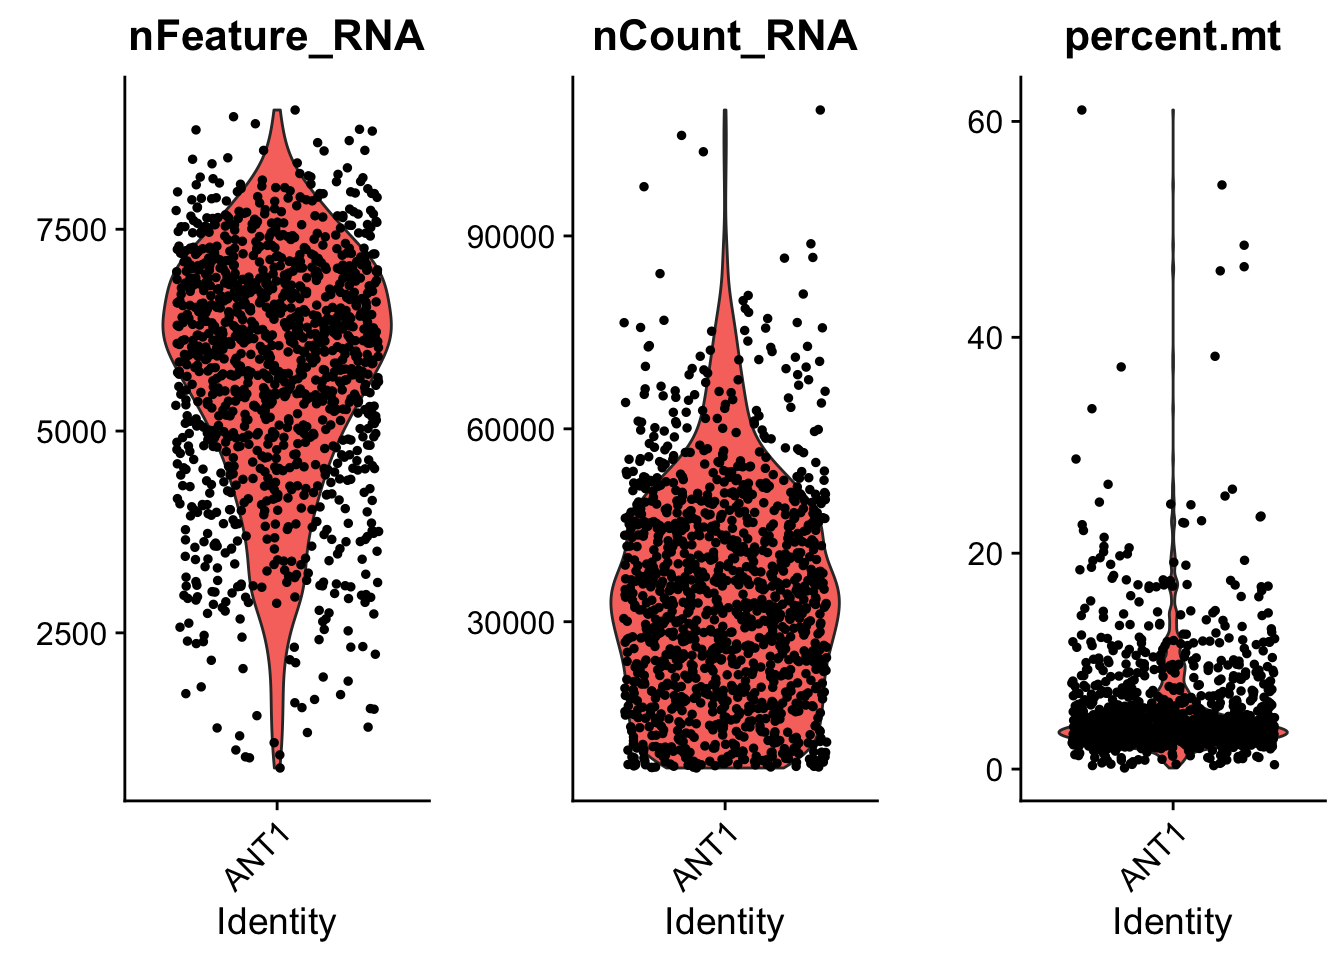 nFeature_RNA
7500
5000
2500
ANT1
Identity
nCount_RNA
90000
60000
30000
ANT1
Identity
percent.mt
60
40
20
0
ANT1
Identity